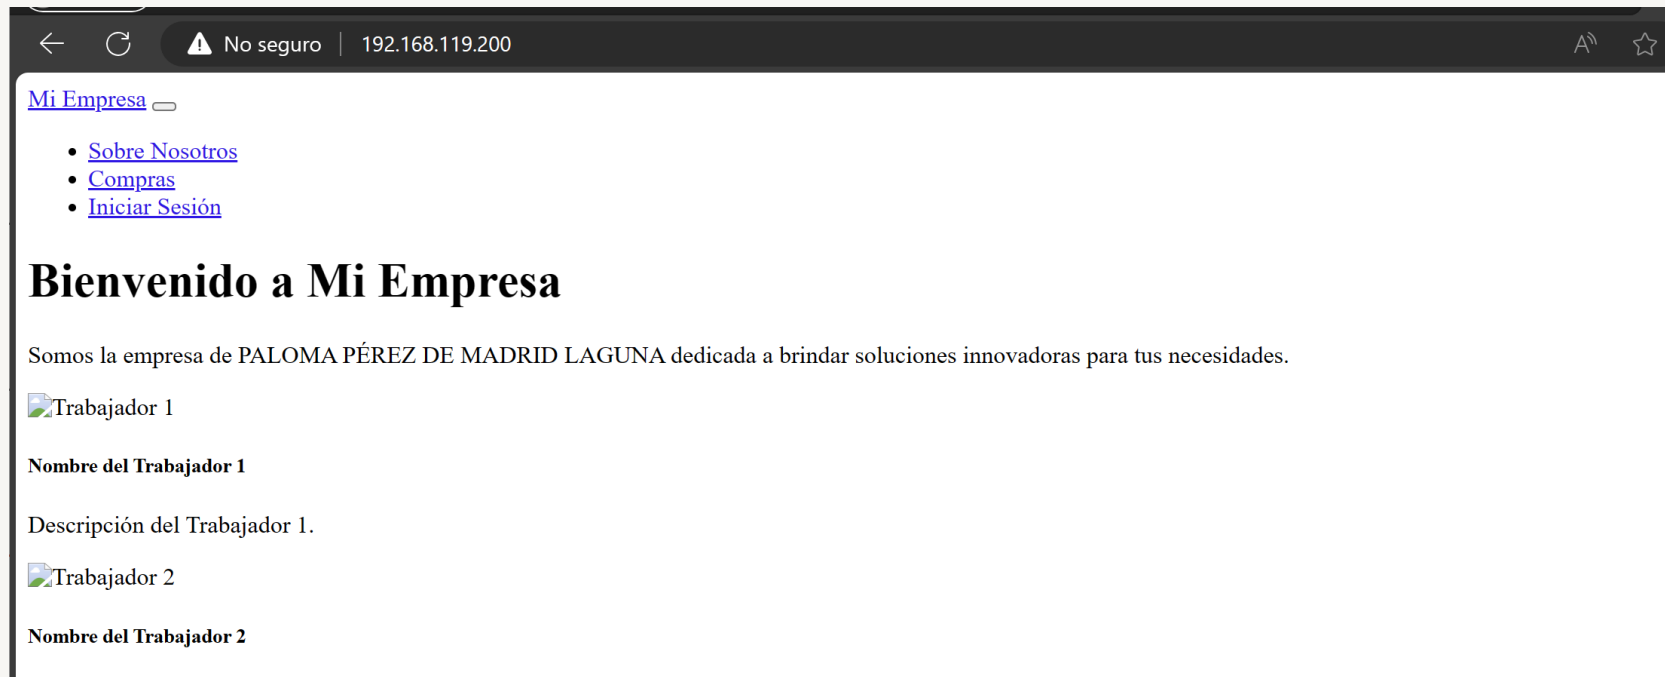 No seguro | 192.168.119.200
Mi Empresa
Sobre Nosotros
Compras
Iniciar Sesión
Bienvenido a Mi Empresa
Somos la empresa de PALOMA PÉREZ DE MADRID LAGUNA dedicada a brindar soluciones innovadoras para tus necesidades.
Trabajador 1
Nombre del Trabajador 1
Descripción del Trabajador 1.
Trabajador 2
Nombre del Trabajador 2